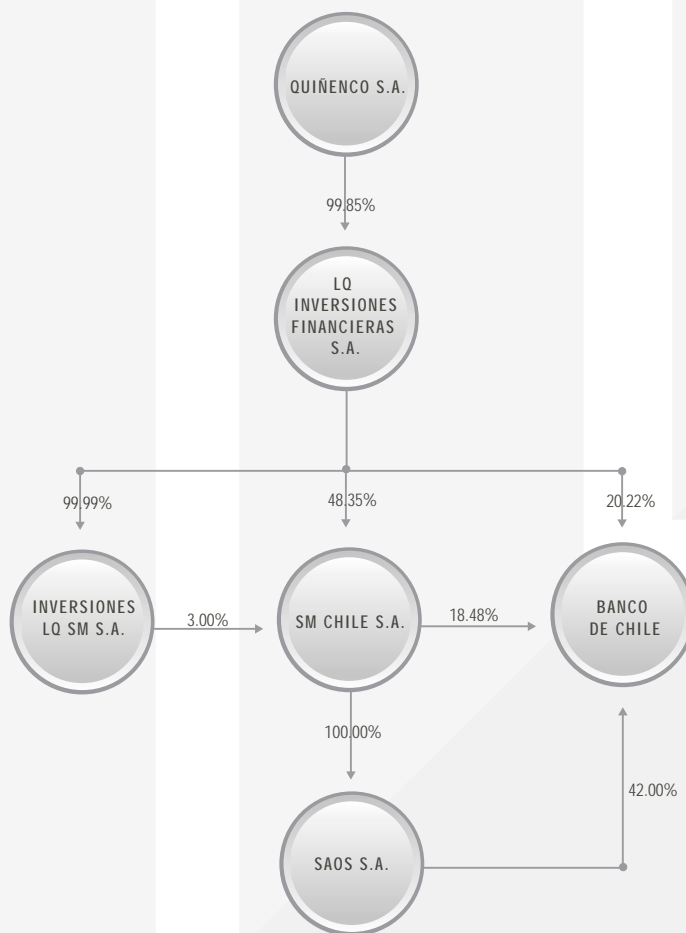 QUIÑENCO S.A.
99.85%
LQ
INVERSIONES
FINANCIERAS
S.A.
99.99%
48.35%
20.22%
INVERSIONES
LQ SM S.A.
3.00%
SM CHILE S.A.
18.48%
BANCO
DE CHILE
100.00%
42.00%
SAOS S.A.